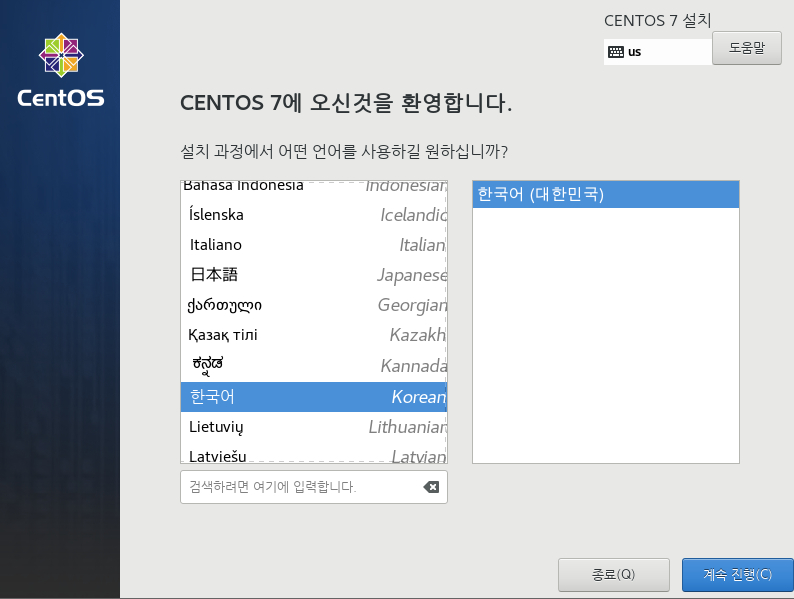 CentOS
CENTOS 7 설치
us
도움말
CENTOS 7에 오신것을 환영합니다.
설치 과정에서 어떤 언어를 사용하길 원하십니까?
Bahasa Indonesia Indonesian
Íslenska Icelandic
Italiano Italian
日本語 Japanese
ქართული Georgian
Қазақ тілі Kazakh
ಕನ್ನಡ Kannada
한국어 Korean
Lietuvių Lithuanian
Latviešu Latvian
한국어 (대한민국)
검색하려면 여기에 입력합니다.
종료(Q)
계속 진행(C)